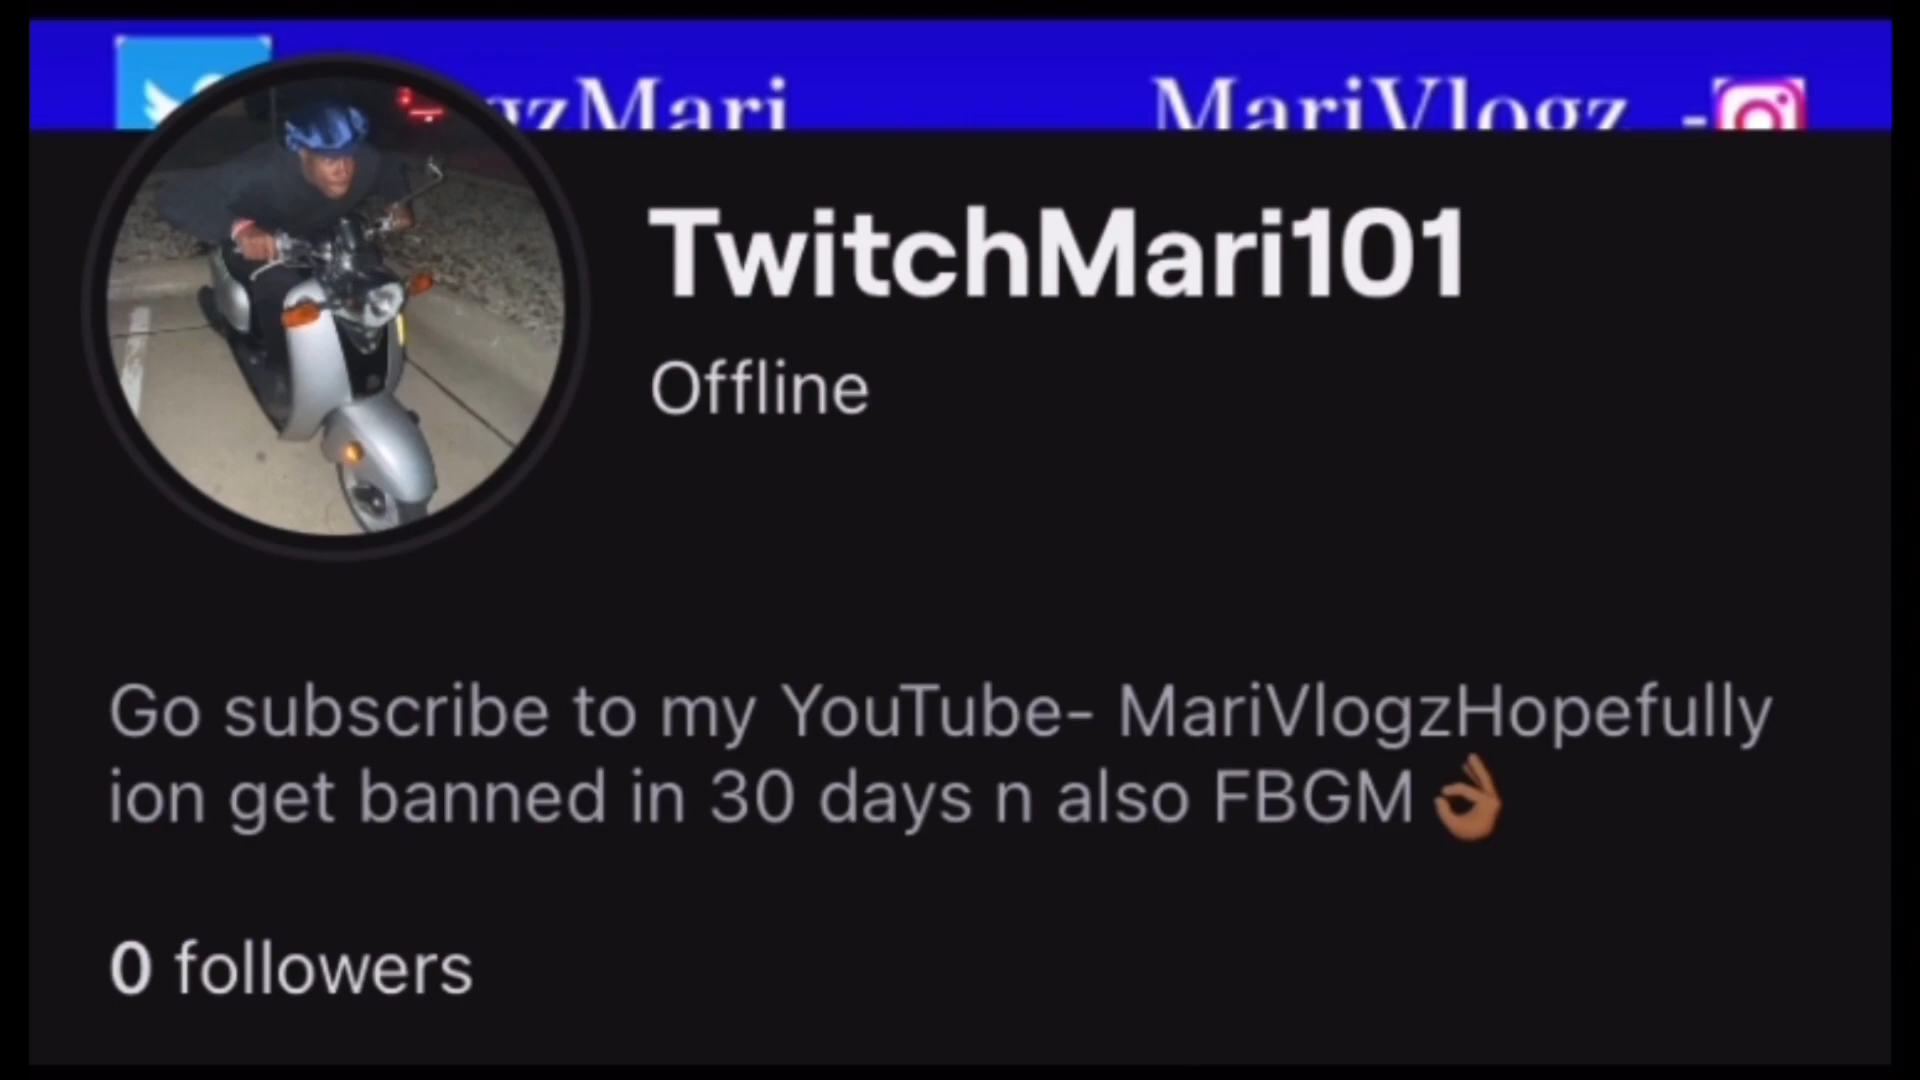 gzMari
MariVlogz -
TwitchMari101
Offline
Go subscribe to my YouTube- MariVlogzHopefully
ion get banned in 30 days n also FBGM👌🏾
0 followers